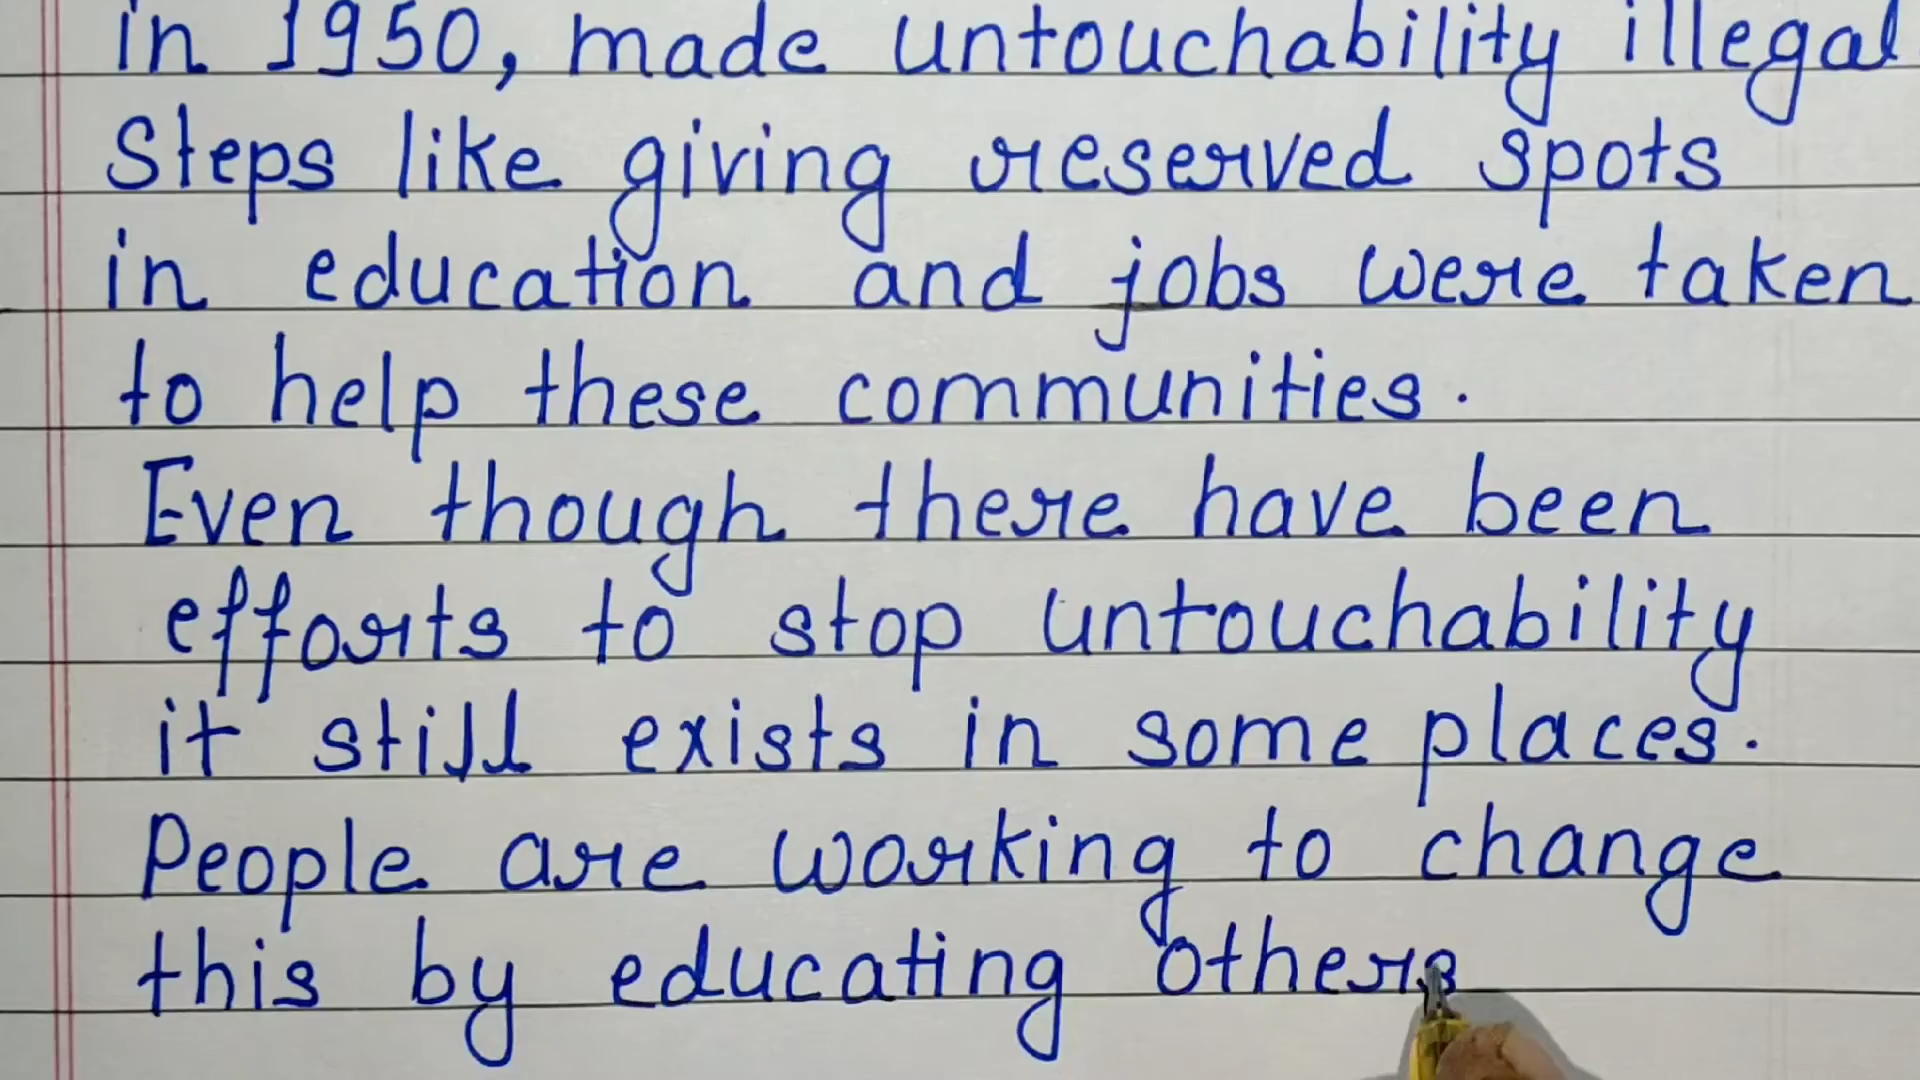 in 1950, made untouchability illegal
Steps like giving reserved spots
in education and jobs were taken
to help these communities.
Even though there have been
efforts to stop untouchability
it still exists in some places.
People are working to change
this by educating others